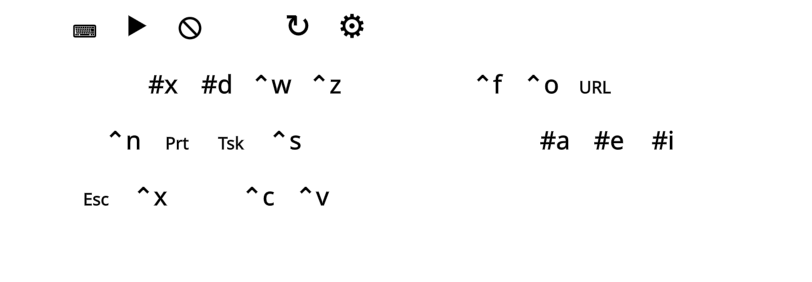 ⌨ ▶ 🚫 ↻ ⚙
#x #d ^w ^z ^f ^o URL
^n Prt Tsk ^s #a #e #i
Esc ^x ^c ^v